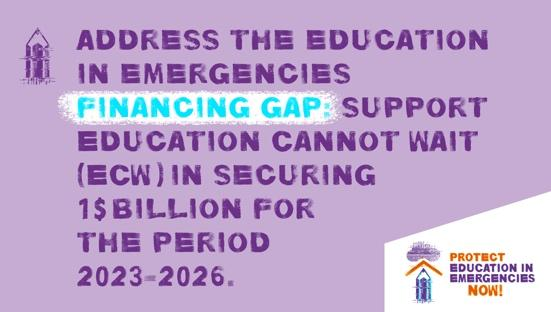 ADDRESS THE EDUCATION
IN EMERGENCIES
FINANCING GAP: SUPPORT
EDUCATION CANNOT WAIT
(ECW) IN SECURING
1$ BILLION FOR
THE PERIOD
2023-2026.
PROTECT
EDUCATION IN
EMERGENCIES
NOW!